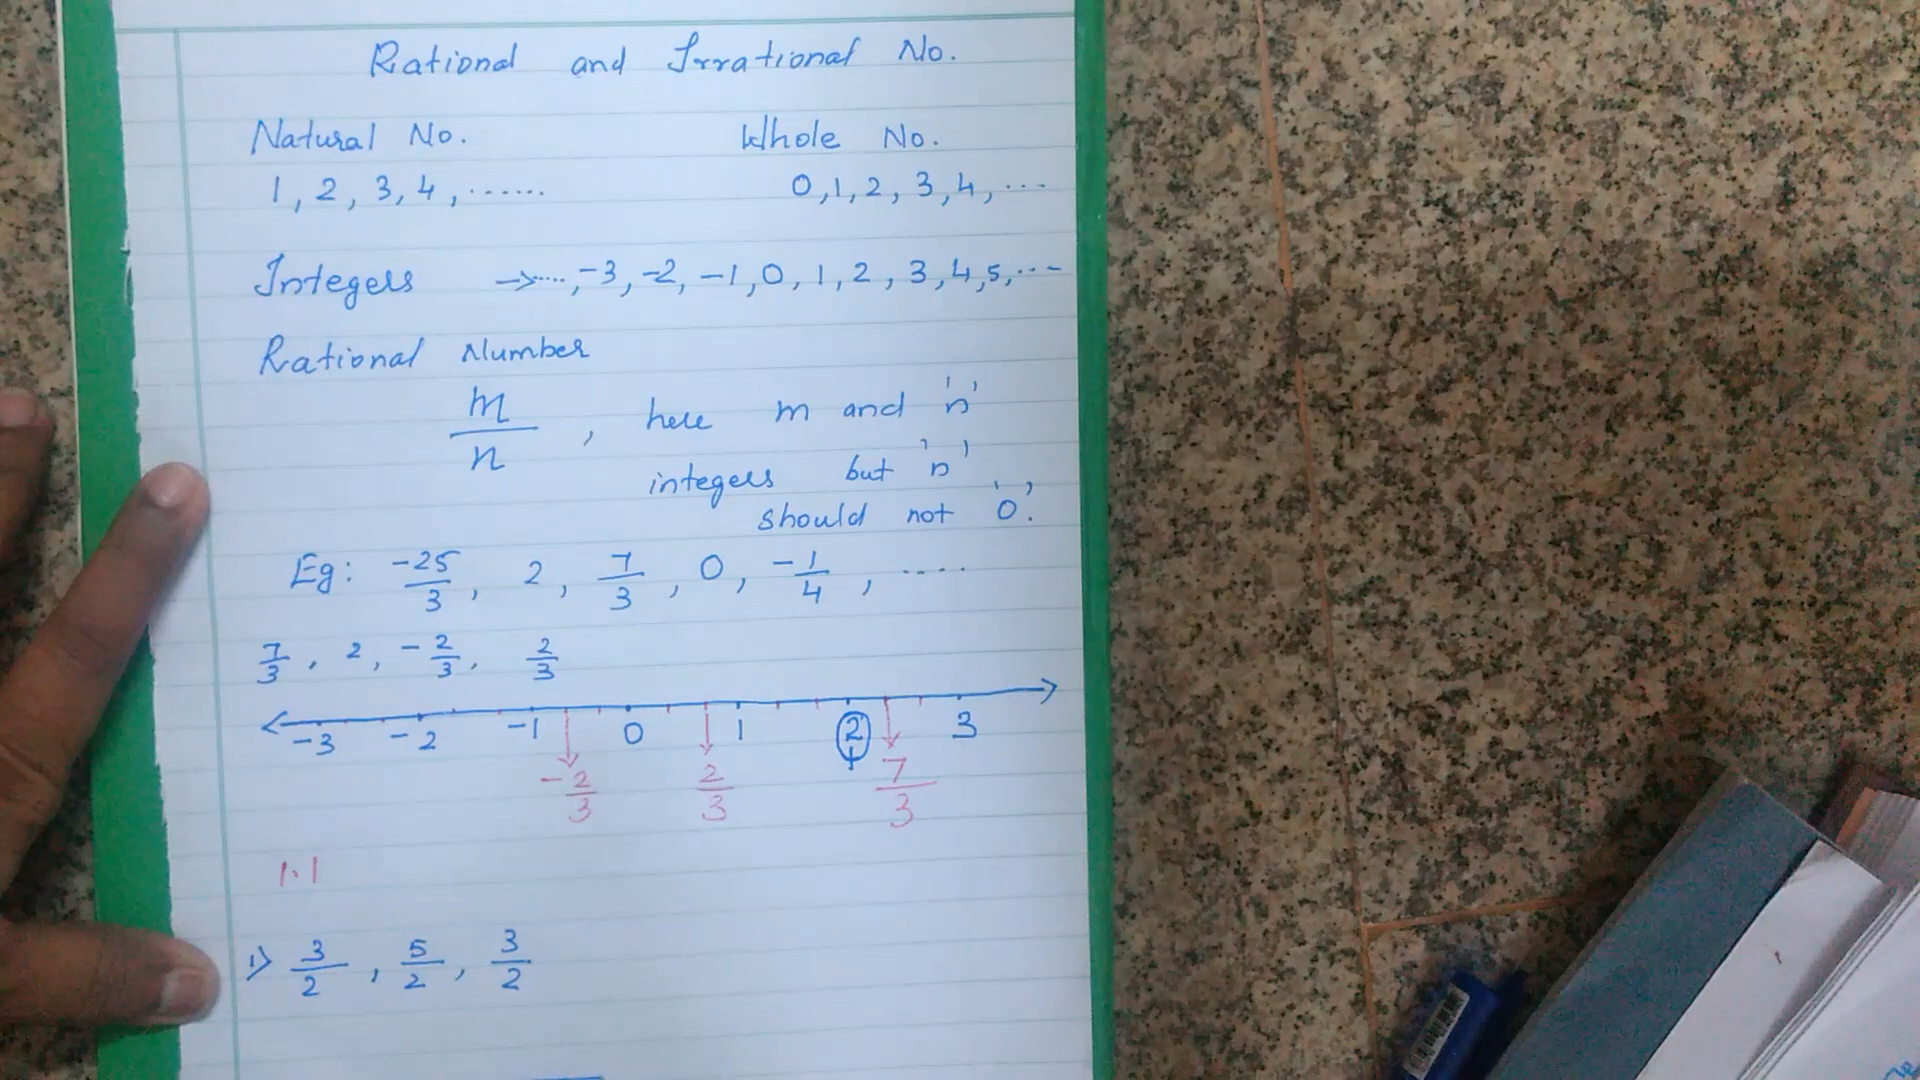 Rational and Irrational No.
Natural No. Whole No.
1, 2, 3, 4, ....... 0,1, 2, 3, 4, ...
Integers →...., -3, -2, -1, 0, 1, 2, 3, 4, 5, ...
Rational Number
m/n, here m and 'n'
integers but 'n'
should not '0'.
Eg: -25/3, 2, 7/3, 0, -1/4, ....
7/3, 2, -2/3, 2/3
-3 -2 -1 0 1 2 3
-2/3 2/3 7/3
1.1
1) 3/2, 5/2, 3/2